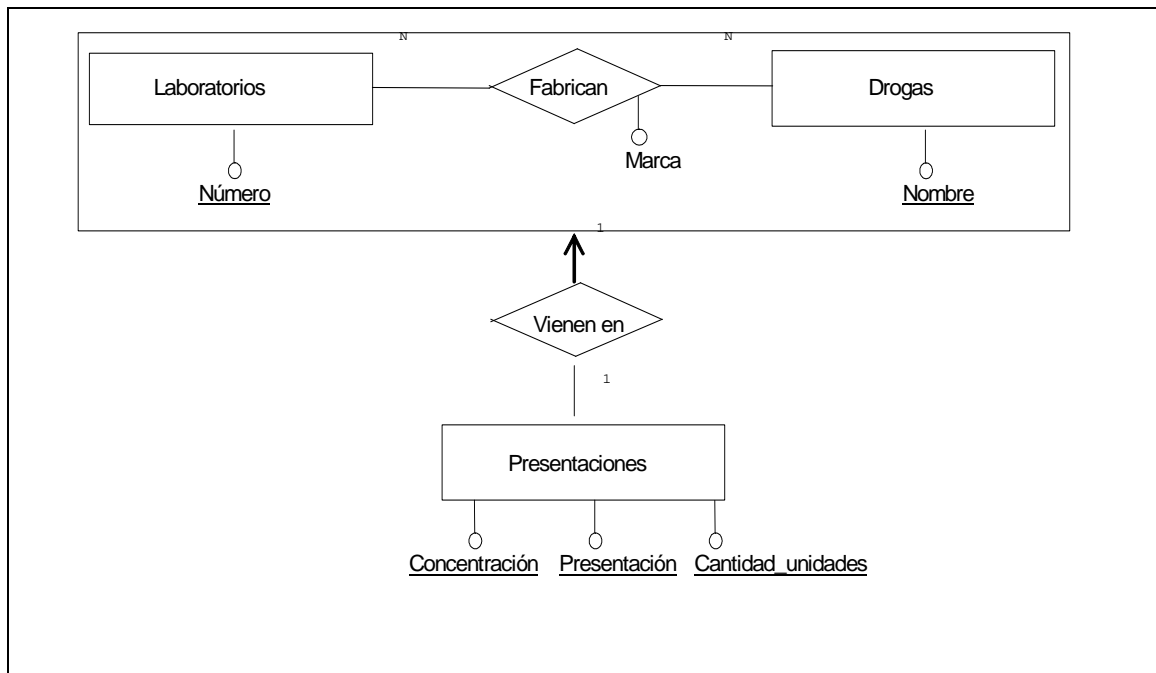 N N
Laboratorios Fabrican Drogas
Marca
Número Nombre
1
Vienen en
1
Presentaciones
Concentración Presentación Cantidad_unidades